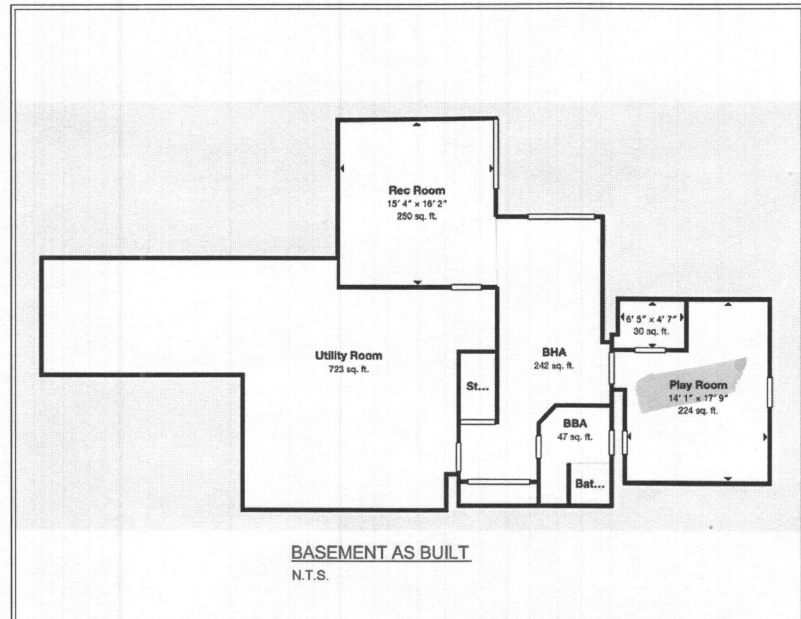 Rec Room
15' 4" × 16' 2"
250 sq. ft.
6' 5" × 4' 7"
30 sq. ft.
Utility Room
723 sq. ft.
BHA
242 sq. ft.
St...
Play Room
14' 1" × 17' 9"
224 sq. ft.
BBA
47 sq. ft.
Bat...
BASEMENT AS BUILT
N.T.S.